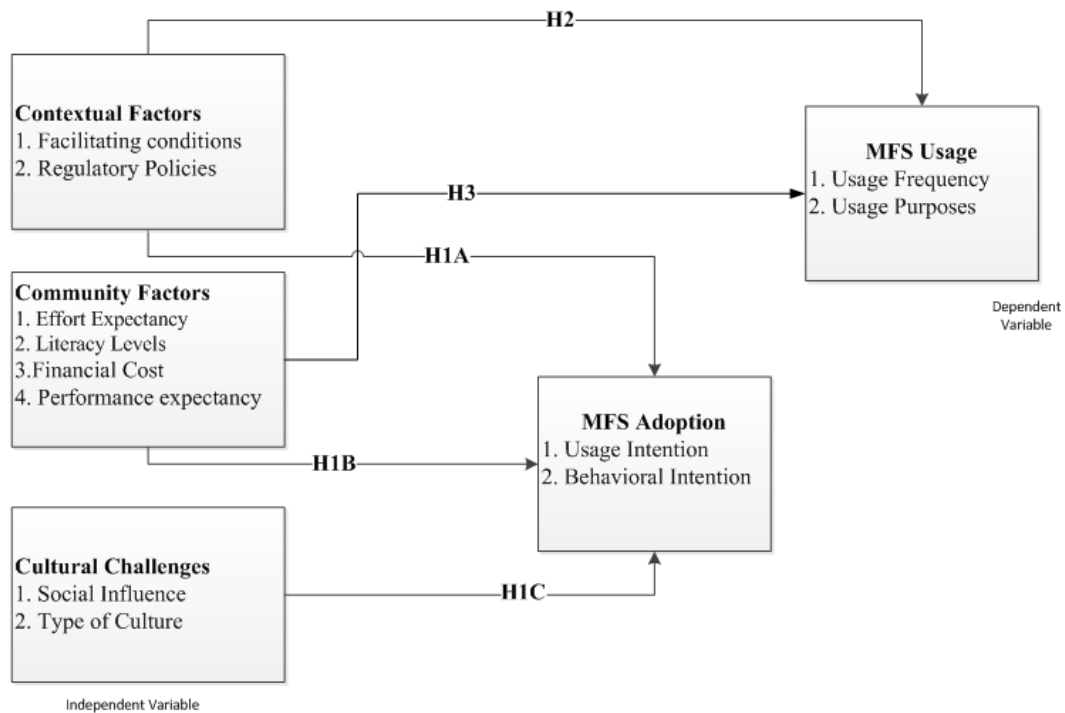 H2
Contextual Factors
1. Facilitating conditions
2. Regulatory Policies
MFS Usage
1. Usage Frequency
2. Usage Purposes
H3
H1A
Community Factors
1. Effort Expectancy
2. Literacy Levels
3.Financial Cost
4. Performance expectancy
Dependent
Variable
MFS Adoption
1. Usage Intention
2. Behavioral Intention
H1B
Cultural Challenges
1. Social Influence
2. Type of Culture
H1C
Independent Variable